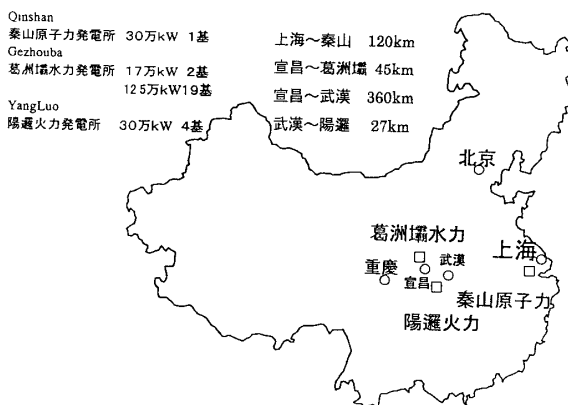 Qinshan
秦山原子力発電所 30万kW 1基
Gezhouba
葛洲壩水力発電所 17万kW 2基
125万kW19基
YangLuo
陽邏火力発電所 30万kW 4基
上海～秦山 120km
宣昌～葛洲壩 45km
宣昌～武漢 360km
武漢～陽邏 27km
北京
葛洲壩水力
上海
重慶
武漢
宣昌
秦山原子力
陽邏火力